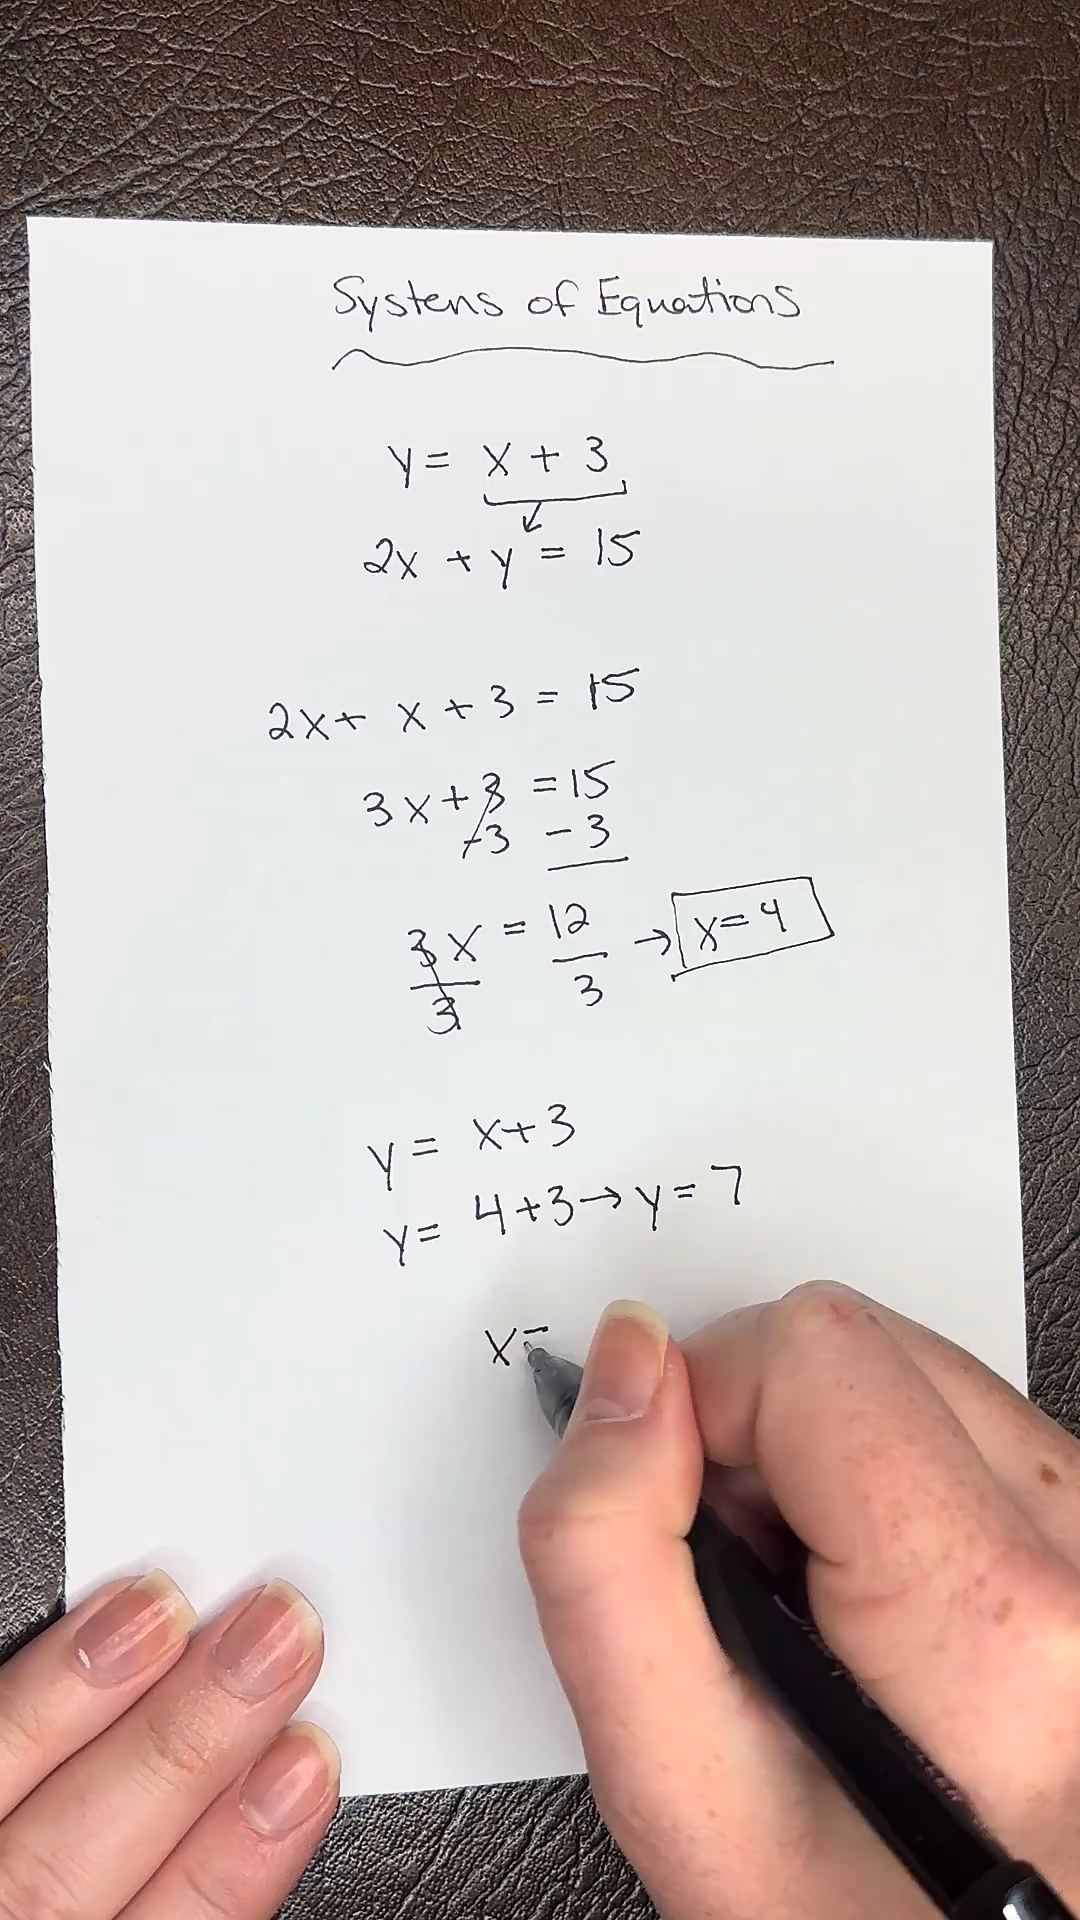 Systens of Equations
y = x + 3
2x + y = 15
2x + x + 3 = 15
3x + 3 = 15
-3 - 3
3x = 12 → x = 4
3 3
y = x+3
y = 4+3 → y = 7
x =